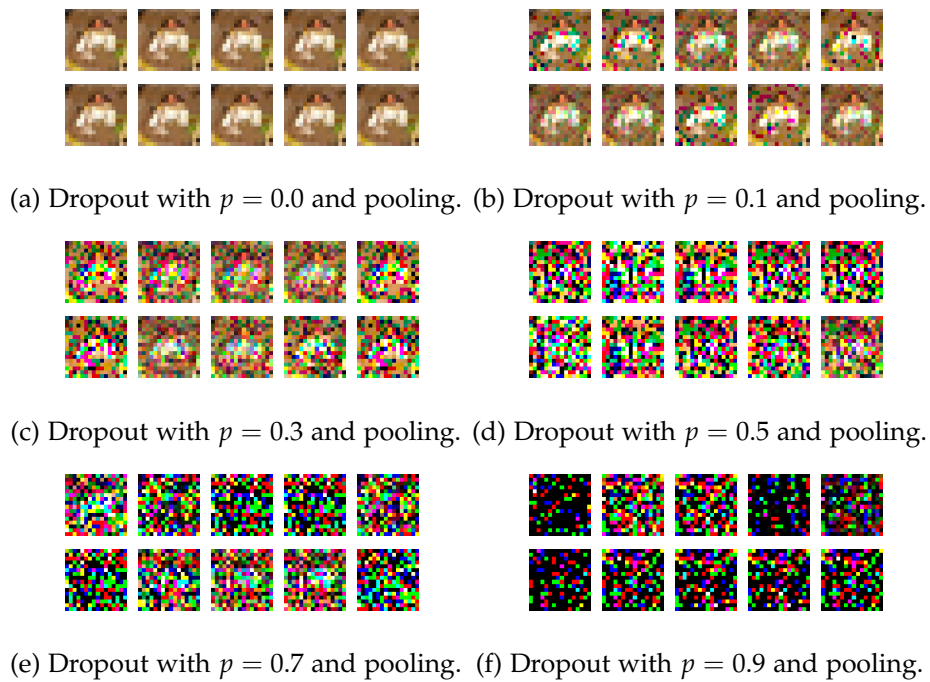 (a) Dropout with p = 0.0 and pooling. (b) Dropout with p = 0.1 and pooling.
(c) Dropout with p = 0.3 and pooling. (d) Dropout with p = 0.5 and pooling.
(e) Dropout with p = 0.7 and pooling. (f) Dropout with p = 0.9 and pooling.